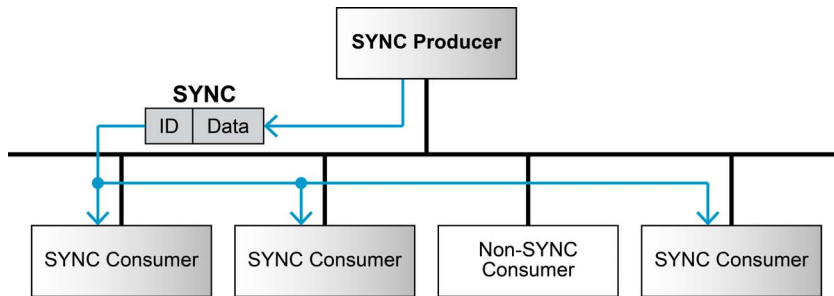 SYNC Producer
SYNC
ID Data
SYNC Consumer
SYNC Consumer
Non-SYNC
Consumer
SYNC Consumer